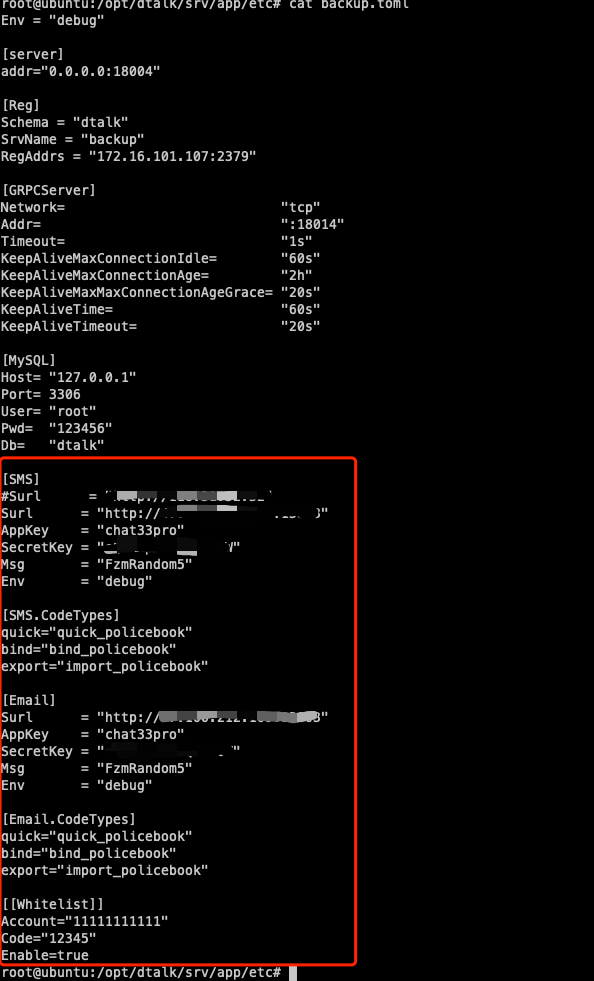 root@ubuntu:/opt/dtalk/srv/app/etc# cat backup.toml
Env = "debug"
[server]
addr="0.0.0.0:18004"
[Reg]
Schema = "dtalk"
SrvName = "backup"
RegAddrs = "172.16.101.107:2379"
[GRPCServer]
Network= "tcp"
Addr= ":18014"
Timeout= "1s"
KeepAliveMaxConnectionIdle= "60s"
KeepAliveMaxConnectionAge= "2h"
KeepAliveMaxMaxConnectionAgeGrace= "20s"
KeepAliveTime= "60s"
KeepAliveTimeout= "20s"
[MySQL]
Host= "127.0.0.1"
Port= 3306
User= "root"
Pwd= "123456"
Db= "dtalk"
[SMS]
#Surl =
Surl = "http://
AppKey = "chat33pro"
SecretKey = "
Msg = "FzmRandom5"
Env = "debug"
[SMS.CodeTypes]
quick="quick_policebook"
bind="bind_policebook"
export="import_policebook"
[Email]
Surl = "http://
AppKey = "chat33pro"
SecretKey = "
Msg = "FzmRandom5"
Env = "debug"
[Email.CodeTypes]
quick="quick_policebook"
bind="bind_policebook"
export="import_policebook"
[[Whitelist]]
Account="11111111111"
Code="12345"
Enable=true
root@ubuntu:/opt/dtalk/srv/app/etc#